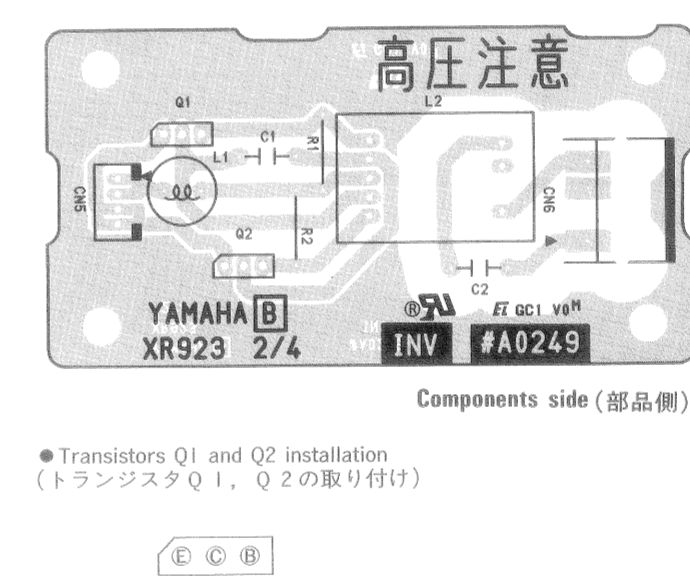 高圧注意
Q1
L2
C1
R1
L1
CN5
CN6
Q2
R2
C2
YAMAHA B
XR923 2/4
® GC1 V0M
INV #A0249
Components side (部品側)
● Transistors Q1 and Q2 installation
(トランジスタQ 1, Q 2の取り付け)
E C B